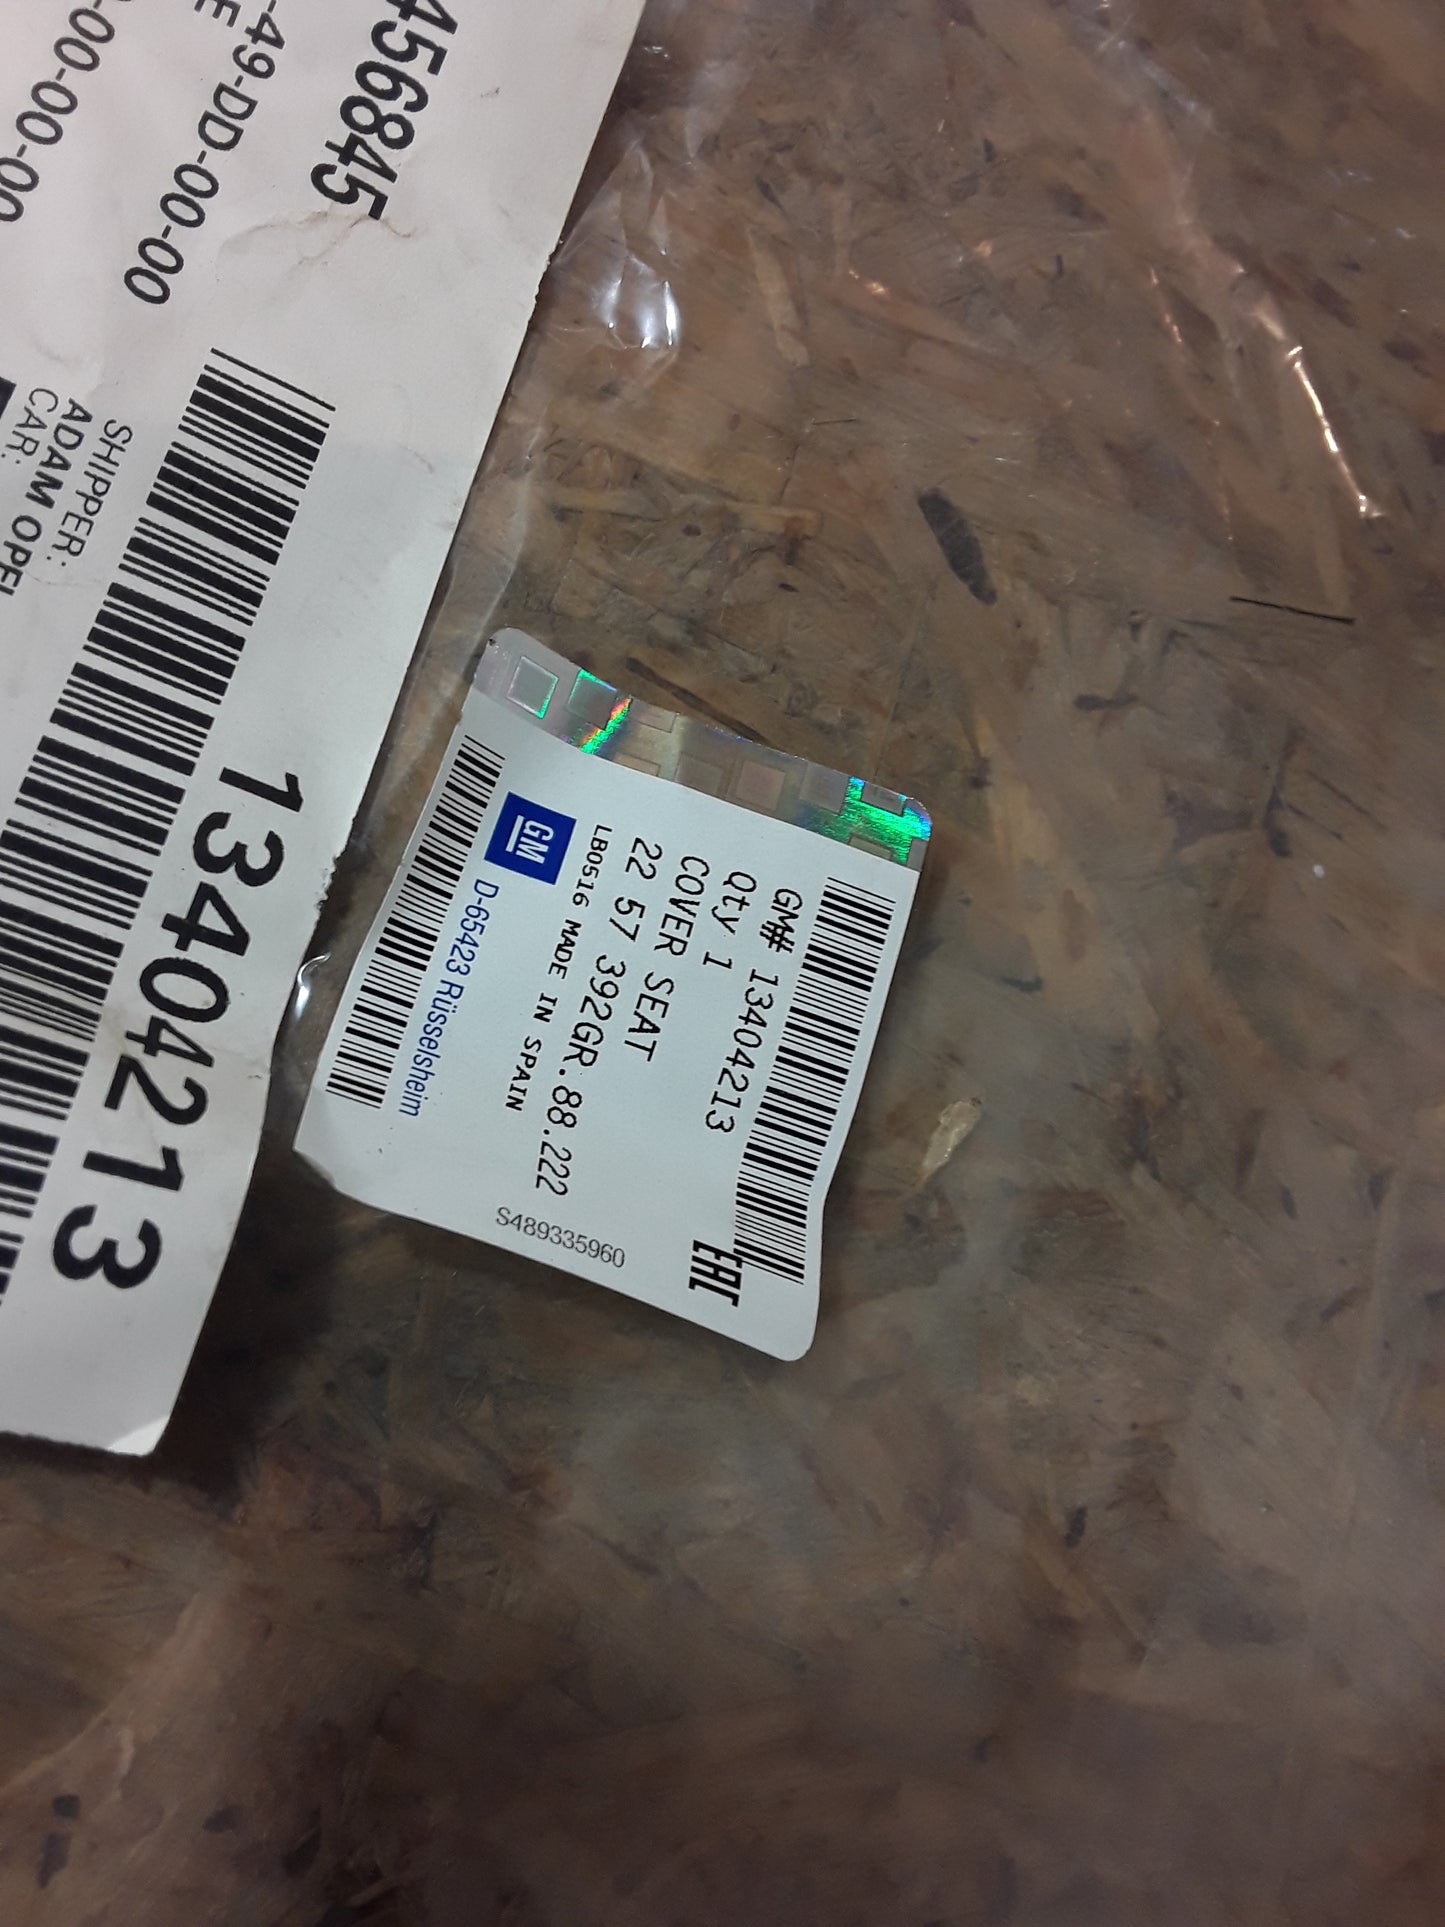 456845
-49-DD-00-00
-00-00-00
SHIPPER:
ADAM OPEL
CAR:
13404213
GM# 13404213
Qty 1
COVER SEAT
22 57 392GR.88.222
LB0516 MADE IN SPAIN
GM
D-65423 Rüsselsheim
S489335960
EAC